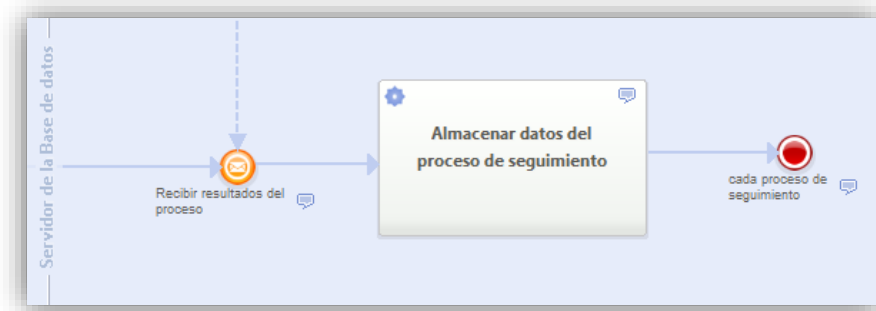 Servidor de la Base de datos
Recibir resultados del
proceso
Almacenar datos del
proceso de seguimiento
cada proceso de
seguimiento